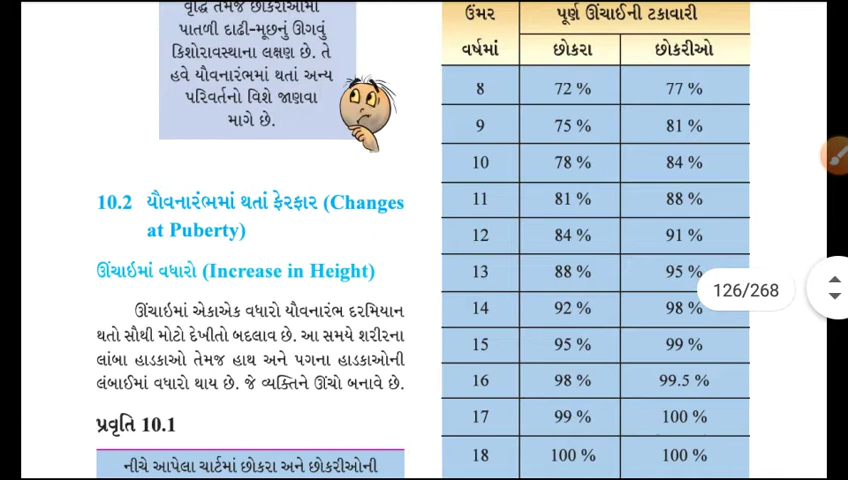 વૃદ્ધિ તેમજ છોકરાઓમાં
પાતળી દાઢી-મૂછનું ઊગવું
કિશોરાવસ્થાના લક્ષણ છે. તે
હવે યૌવનારંભમાં થતાં અન્ય
પરિવર્તનો વિશે જાણવા
માગે છે.
10.2 યૌવનારંભમાં થતાં ફેરફાર (Changes
at Puberty)
ઊંચાઇમાં વધારો (Increase in Height)
ઊંચાઇમાં એકાએક વધારો યૌવનારંભ દરમિયાન
થતો સૌથી મોટો દેખીતો બદલાવ છે. આ સમયે શરીરના
લાંબા હાડકાઓ તેમજ હાથ અને પગના હાડકાઓની
લંબાઈમાં વધારો થાય છે. જે વ્યક્તિને ઊંચો બનાવે છે.
પ્રવૃતિ 10.1
નીચે આપેલા ચાર્ટમાં છોકરા અને છોકરીઓની
ઉંમર પૂર્ણ ઊંચાઈની ટકાવારી
વર્ષમાં છોકરા છોકરીઓ
8 72 % 77 %
9 75 % 81 %
10 78 % 84 %
11 81 % 88 %
12 84 % 91 %
13 88 % 95 %
14 92 % 98 %
15 95 % 99 %
16 98 % 99.5 %
17 99 % 100 %
18 100 % 100 %
126/268